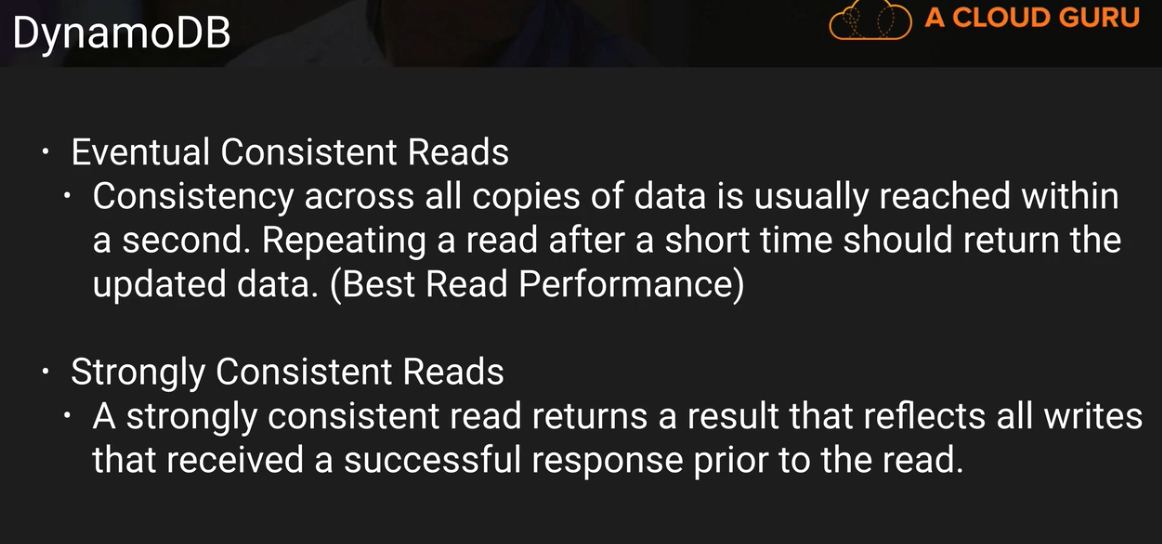 DynamoDB
A CLOUD GURU
· Eventual Consistent Reads
· Consistency across all copies of data is usually reached within
a second. Repeating a read after a short time should return the
updated data. (Best Read Performance)
· Strongly Consistent Reads
· A strongly consistent read returns a result that reflects all writes
that received a successful response prior to the read.